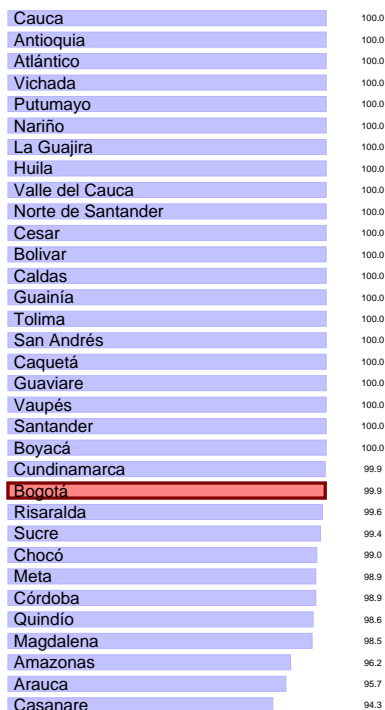 Cauca 100.0
Antioquia 100.0
Atlántico 100.0
Vichada 100.0
Putumayo 100.0
Nariño 100.0
La Guajira 100.0
Huila 100.0
Valle del Cauca 100.0
Norte de Santander 100.0
Cesar 100.0
Bolivar 100.0
Caldas 100.0
Guainía 100.0
Tolima 100.0
San Andrés 100.0
Caquetá 100.0
Guaviare 100.0
Vaupés 100.0
Santander 100.0
Boyacá 100.0
Cundinamarca 99.9
Bogotá 99.9
Risaralda 99.6
Sucre 99.4
Chocó 99.0
Meta 98.9
Córdoba 98.9
Quindío 98.6
Magdalena 98.5
Amazonas 96.2
Arauca 95.7
Casanare 94.3